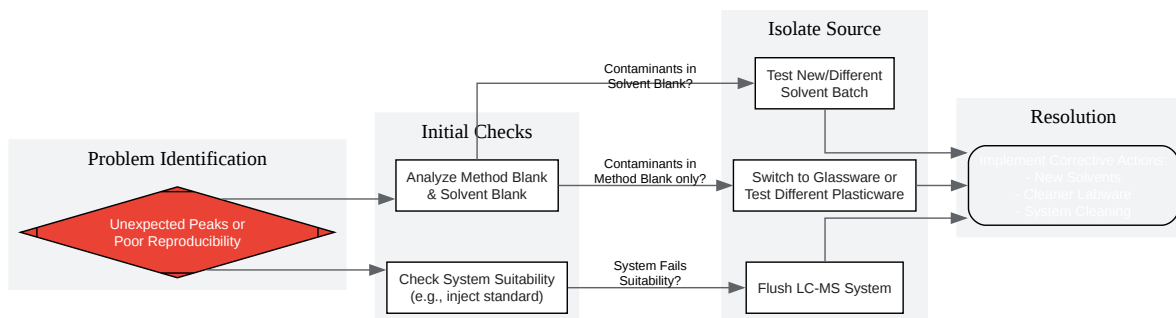 Problem Identification
Unexpected Peaks or
Poor Reproducibility
Initial Checks
Analyze Method Blank
& Solvent Blank
Check System Suitability
(e.g., inject standard)
Contaminants in
Solvent Blank?
Contaminants in
Method Blank only?
System Fails
Suitability?
Isolate Source
Test New/Different
Solvent Batch
Switch to Glassware or
Test Different Plasticware
Flush LC-MS System
Resolution
Implement Corrective Actions:
- New Solvents
- Cleaner Labware
- System Cleaning